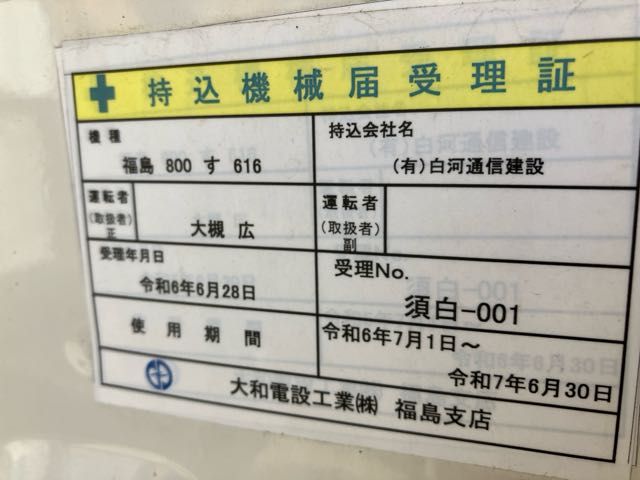 持込機械届受理証
機種
福島 800 す 616
持込会社名
(有)白河通信建設
運転者
(取扱者)
正
大槻 広
運転者
(取扱者)
副
受理年月日
令和6年6月28日
受理No.
須白-001
使用期間
令和6年7月1日～
令和7年6月30日
大和電設工業㈱ 福島支店